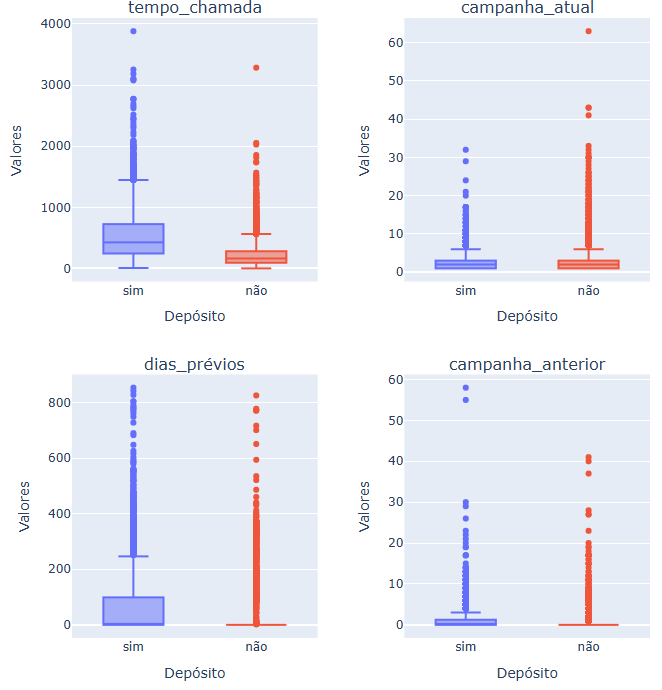 tempo_chamada
campanha_atual
4000
3000
2000
1000
0
Valores
sim
não
Depósito
60
50
40
30
20
10
0
Valores
sim
não
Depósito
dias_prévios
campanha_anterior
800
600
400
200
0
Valores
sim
não
Depósito
60
50
40
30
20
10
0
Valores
sim
não
Depósito